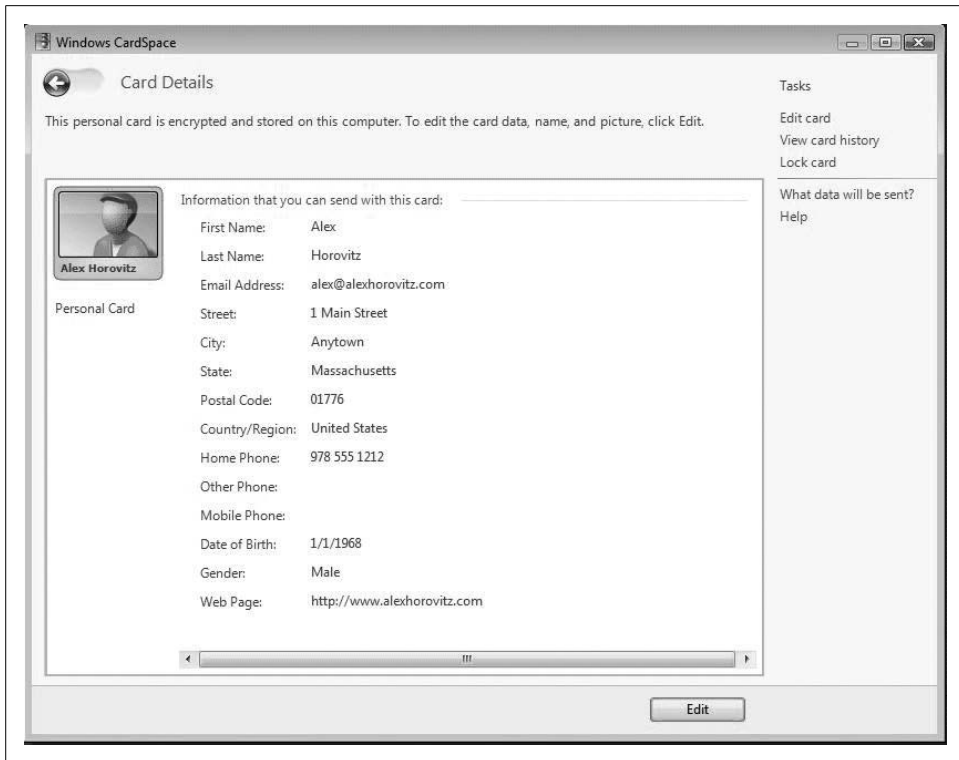 Windows CardSpace
Card Details
This personal card is encrypted and stored on this computer. To edit the card data, name, and picture, click Edit.
Alex Horovitz
Personal Card
Information that you can send with this card:
First Name: Alex
Last Name: Horovitz
Email Address: alex@alexhorovitz.com
Street: 1 Main Street
City: Anytown
State: Massachusetts
Postal Code: 01776
Country/Region: United States
Home Phone: 978 555 1212
Other Phone:
Mobile Phone:
Date of Birth: 1/1/1968
Gender: Male
Web Page: http://www.alexhorovitz.com
Edit
Tasks
Edit card
View card history
Lock card
What data will be sent?
Help